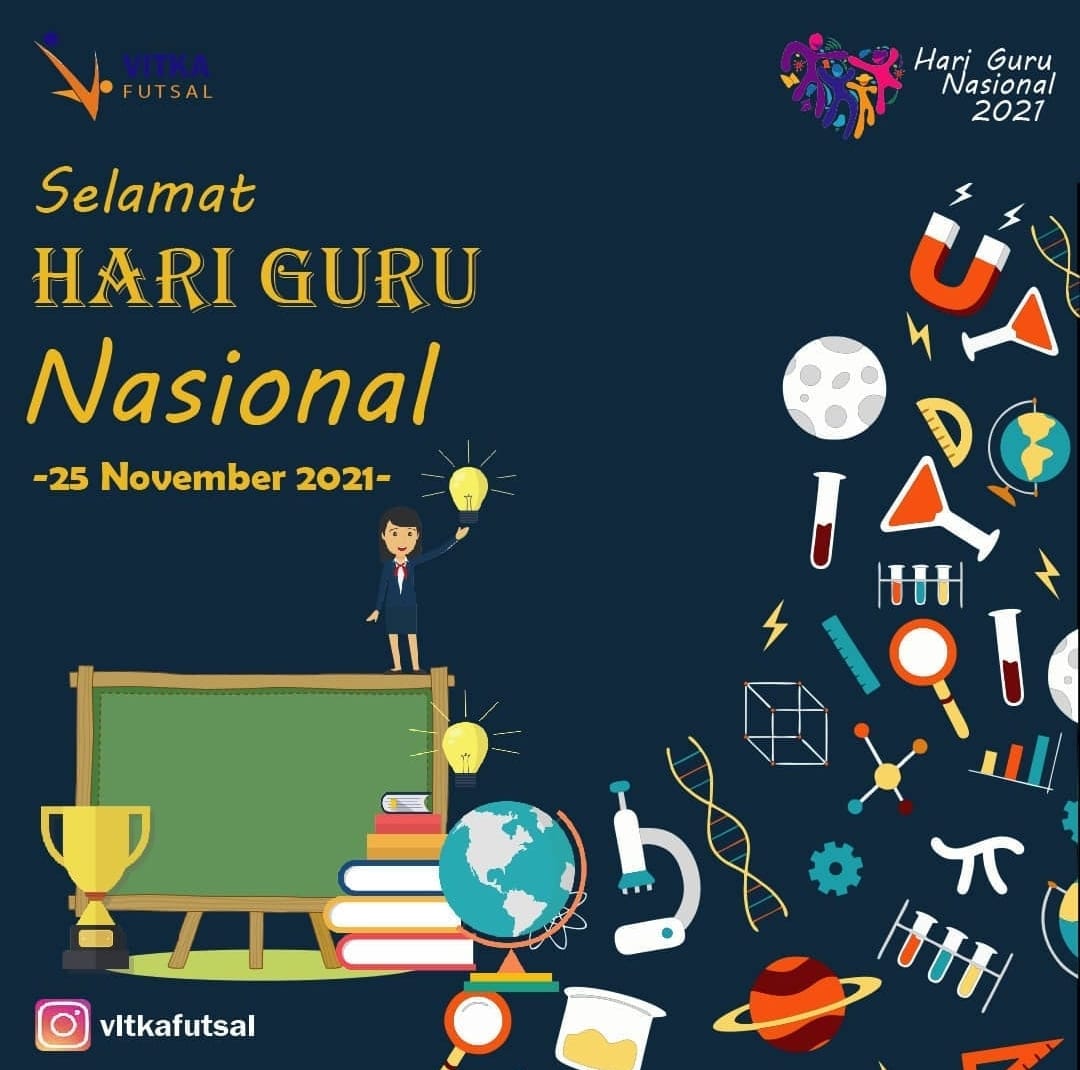 VITKA
FUTSAL
Hari Guru
Nasional
2021
Selamat
HARI GURU
Nasional
-25 November 2021-
π
vItkafutsal